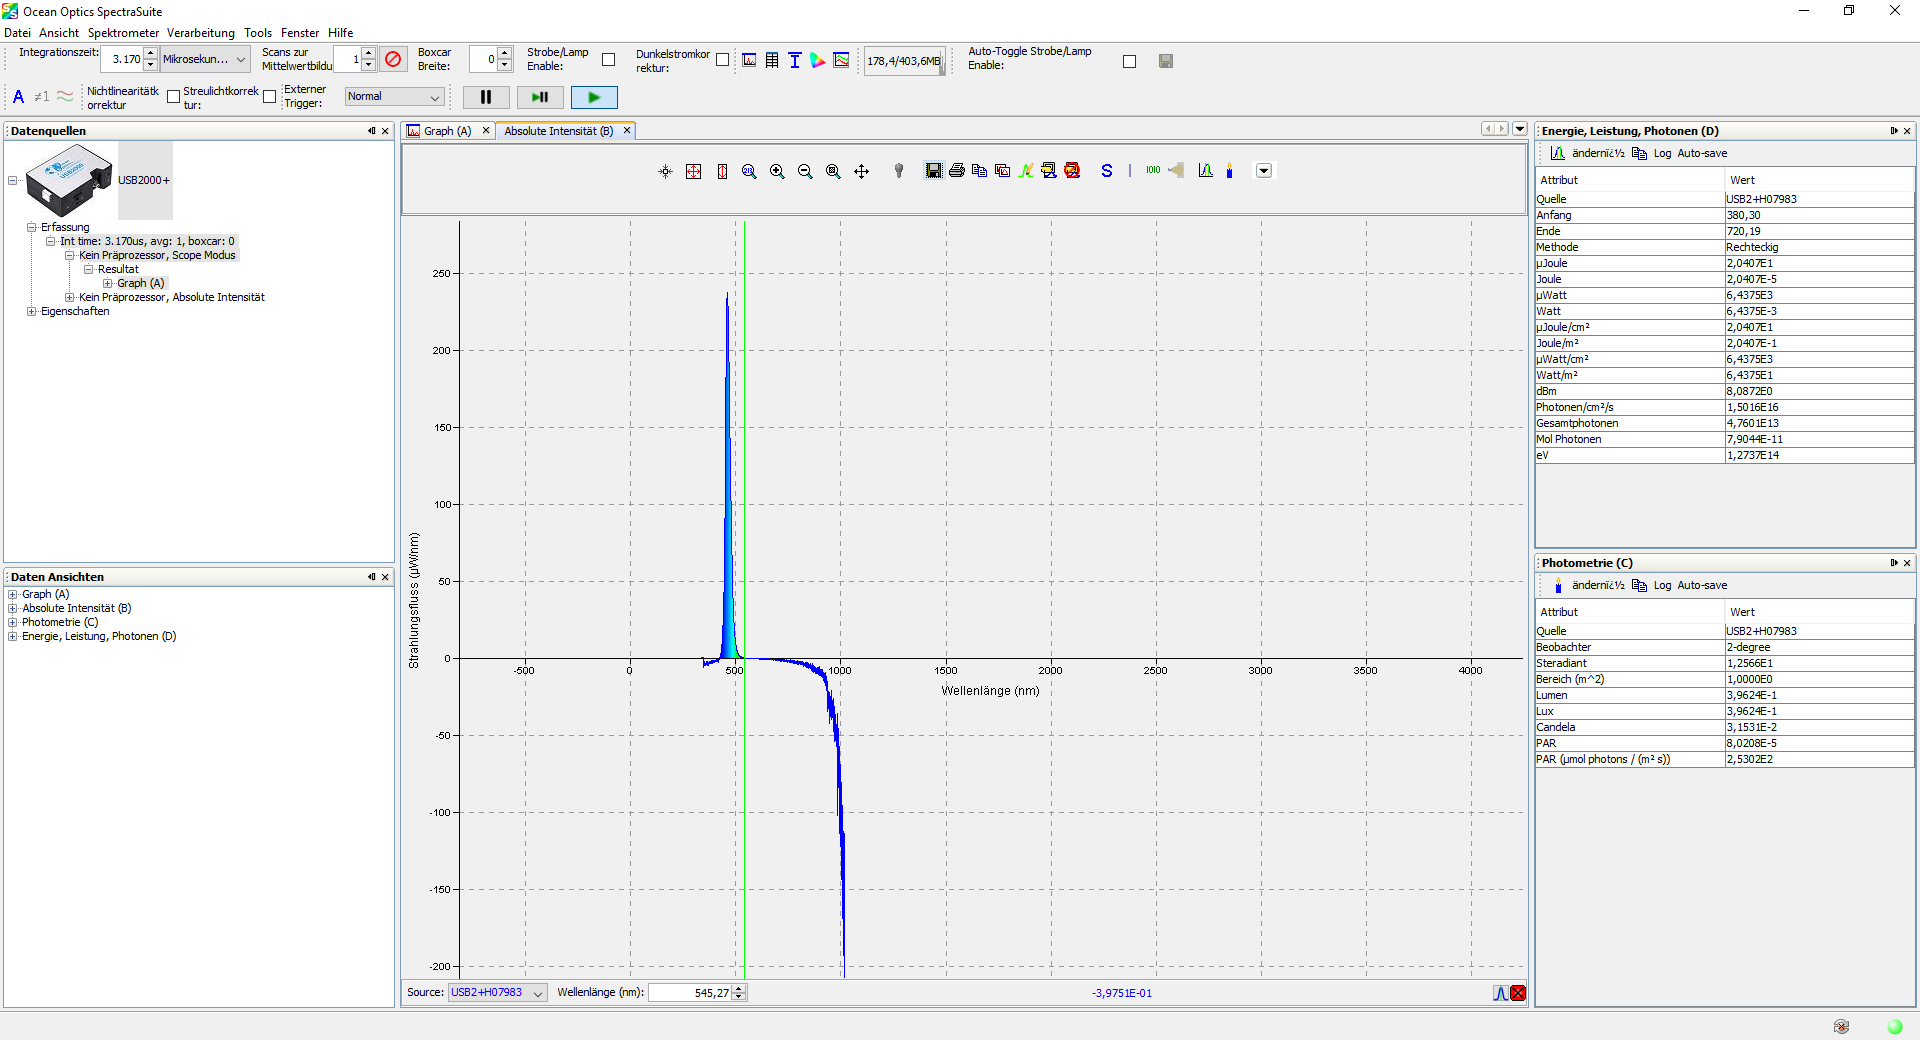 Ocean Optics SpectraSuite
Datei Ansicht Spektrometer Verarbeitung Tools Fenster Hilfe
Integrationszeit: 3.170 Mikrosekun... Scans zur Mittelwertbildu 1 Boxcar Breite: 0 Strobe/Lamp Enable: Dunkelstromkor rektur: 178,4/403,6MB Auto-Toggle Strobe/Lamp Enable:
A ≠1 Nichtlinearitätk orrektur Streulichtkorrek tur: Externer Trigger: Normal
Datenquellen
USB2000+
Erfassung
Int time: 3.170us, avg: 1, boxcar: 0
Kein Präprozessor, Scope Modus
Resultat
Graph (A)
Kein Präprozessor, Absolute Intensität
Eigenschaften
Daten Ansichten
Graph (A)
Absolute Intensität (B)
Photometrie (C)
Energie, Leistung, Photonen (D)
Graph (A) Absolute Intensität (B)
S 1010
250
200
150
100
50
0
-50
-100
-150
-200
Strahlungsfluss (µW/nm)
-500 0 500 1000 1500 2000 2500 3000 3500 4000
Wellenlänge (nm)
Source: USB2+H07983 Wellenlänge (nm): 545,27 -3,9751E-01
Energie, Leistung, Photonen (D)
ändernï¿½ Log Auto-save
Attribut Wert
Quelle USB2+H07983
Anfang 380,30
Ende 720,19
Methode Rechteckig
µJoule 2,0407E1
Joule 2,0407E-5
µWatt 6,4375E3
Watt 6,4375E-3
µJoule/cm² 2,0407E1
Joule/m² 2,0407E-1
µWatt/cm² 6,4375E3
Watt/m² 6,4375E1
dBm 8,0872E0
Photonen/cm²/s 1,5016E16
Gesamtphotonen 4,7601E13
Mol Photonen 7,9044E-11
eV 1,2737E14
Photometrie (C)
ändernï¿½ Log Auto-save
Attribut Wert
Quelle USB2+H07983
Beobachter 2-degree
Steradiant 1,2566E1
Bereich (m^2) 1,0000E0
Lumen 3,9624E-1
Lux 3,9624E-1
Candela 3,1531E-2
PAR 8,0208E-5
PAR (µmol photons / (m² s)) 2,5302E2